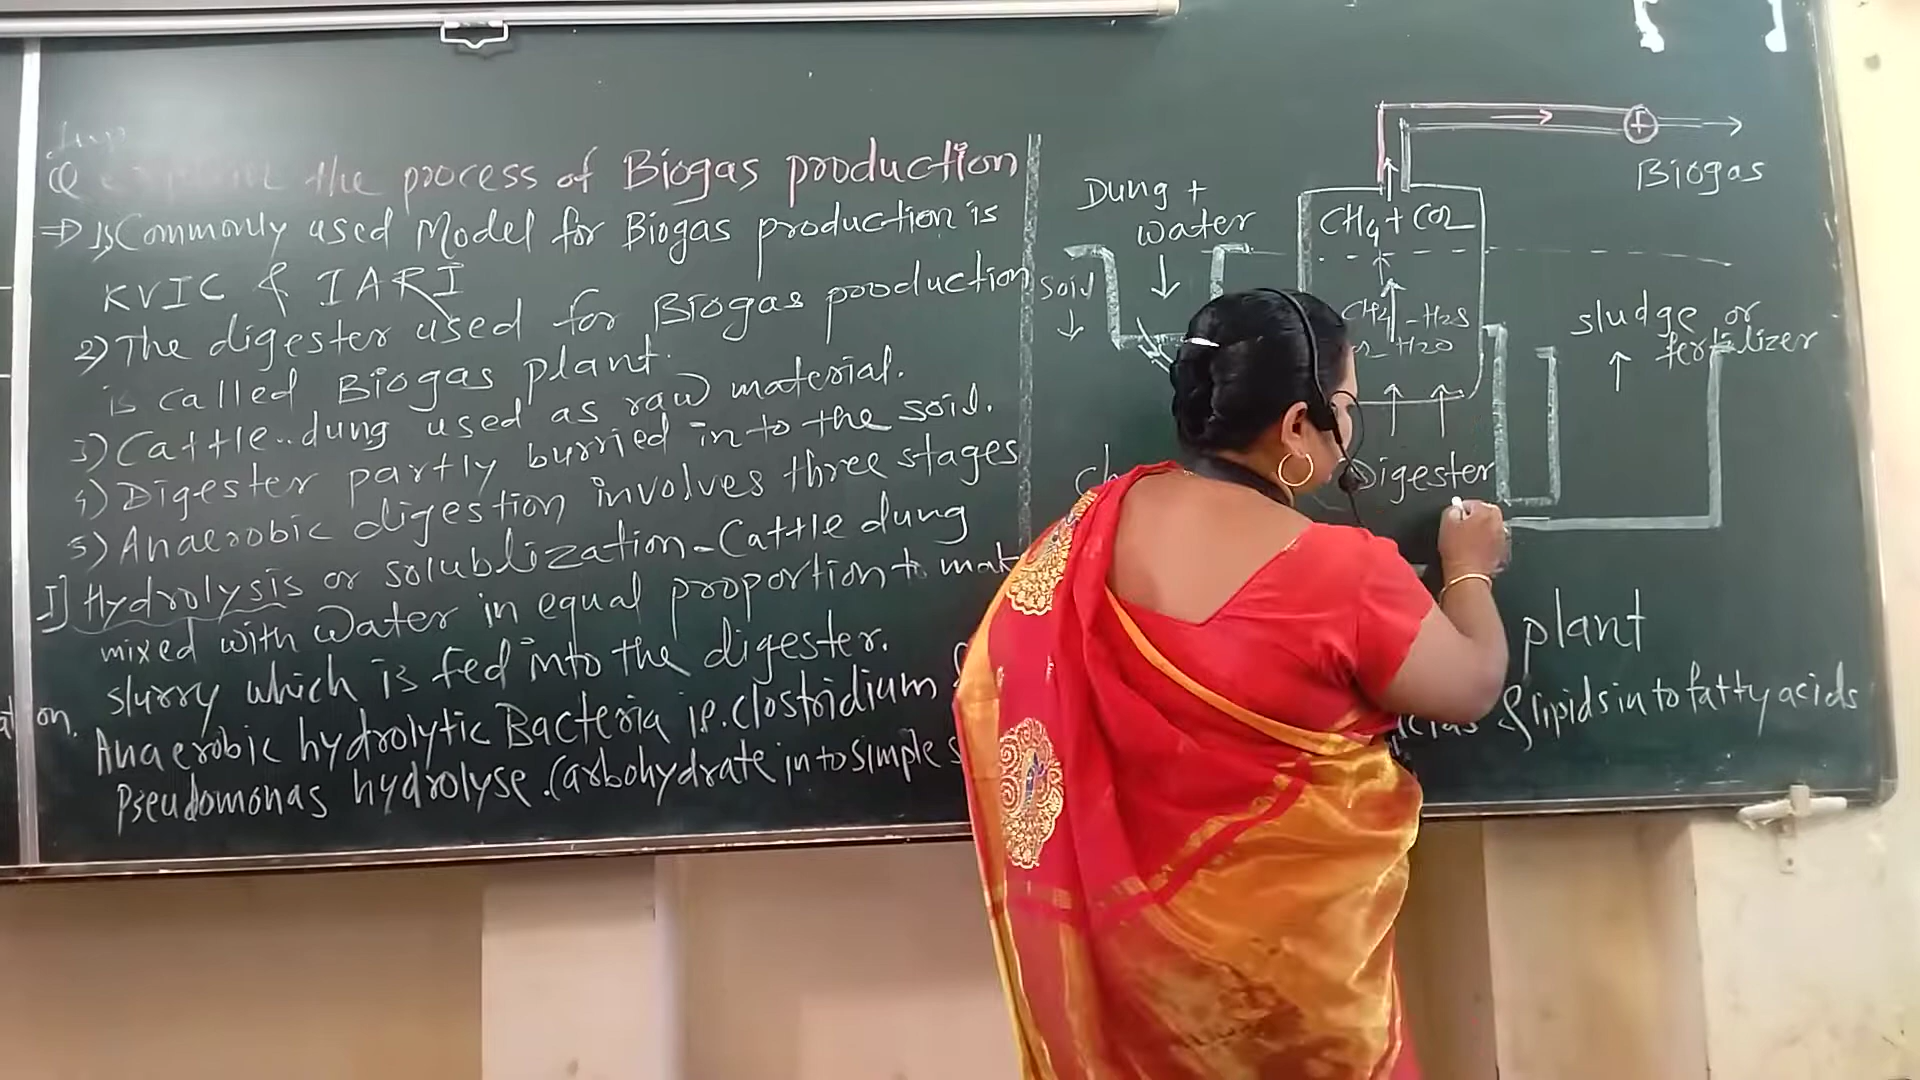 Q the process of Biogas production
⇒ 1) Commonly used Model for Biogas production is
KVIC & IARI
2) The digester used for Biogas production
is called Biogas plant.
3) Cattle..dung used as raw material.
4) Digester partly burried in to the soil.
5) Anaerobic digestion involves three stages
I] Hydrolysis or solublization - Cattle dung
mixed with water in equal proportion to mak
slurry which is fed into the digester.
Anaerobic hydrolytic Bacteria ie. clostridium &
Pseudomonas hydrolyse. Carbohydrate in to simple s
& lipids in to fatty acids
on.
Dung +
water
Soil
CH4 + CO2
CH4 - H2S
H2O
Digester
Biogas
sludge or
fertilizer
plant